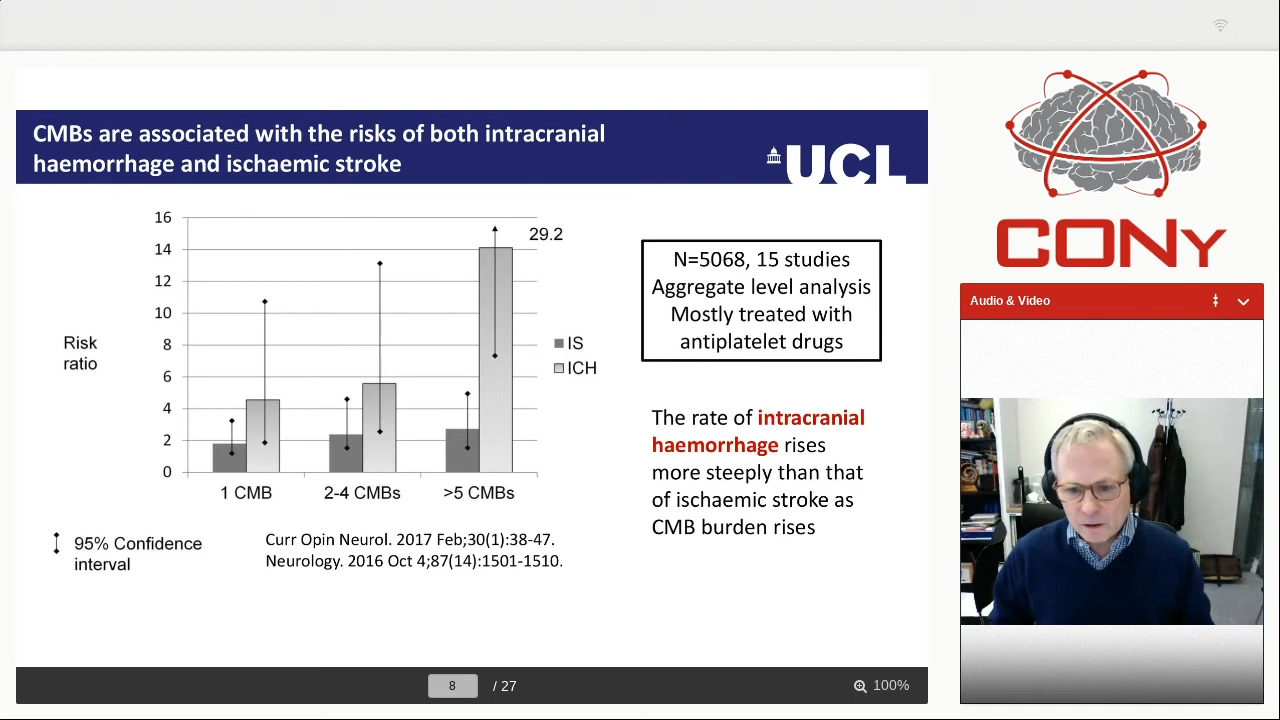 CMBs are associated with the risks of both intracranial
haemorrhage and ischaemic stroke
UCL
16
14
12
10
8
6
4
2
0
Risk
ratio
29.2
IS
ICH
1 CMB
2-4 CMBs
>5 CMBs
95% Confidence
interval
Curr Opin Neurol. 2017 Feb;30(1):38-47.
Neurology. 2016 Oct 4;87(14):1501-1510.
N=5068, 15 studies
Aggregate level analysis
Mostly treated with
antiplatelet drugs
The rate of intracranial
haemorrhage rises
more steeply than that
of ischaemic stroke as
CMB burden rises
8 / 27
100%
CONy
Audio & Video